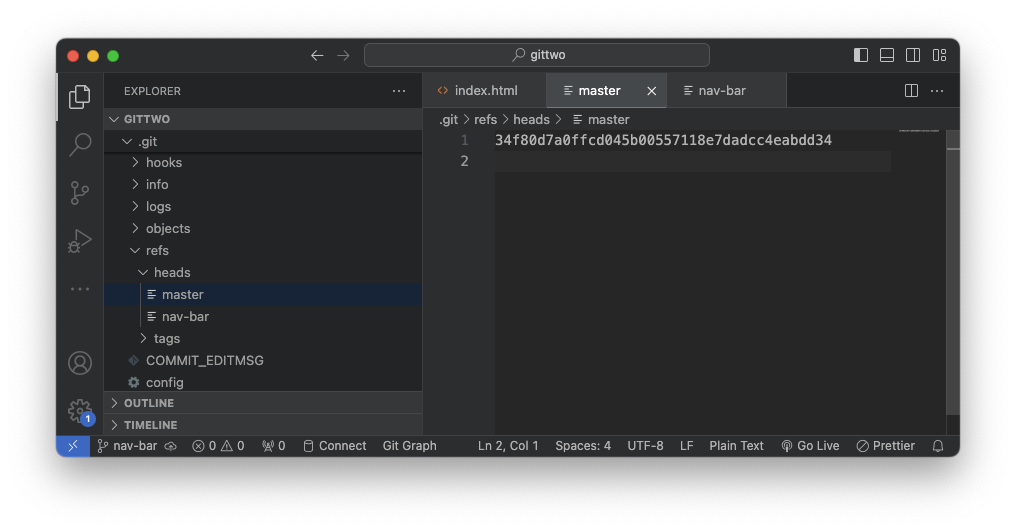 gittwo
EXPLORER
index.html
master
nav-bar
GITTWO
.git > refs > heads > master
.git
1 34f80d7a0ffcd045b00557118e7dadcc4eabdd34
2
hooks
info
logs
objects
refs
heads
master
nav-bar
tags
COMMIT_EDITMSG
config
OUTLINE
TIMELINE
1
nav-bar 0 0 0 Connect Git Graph Ln 2, Col 1 Spaces: 4 UTF-8 LF Plain Text Go Live Prettier